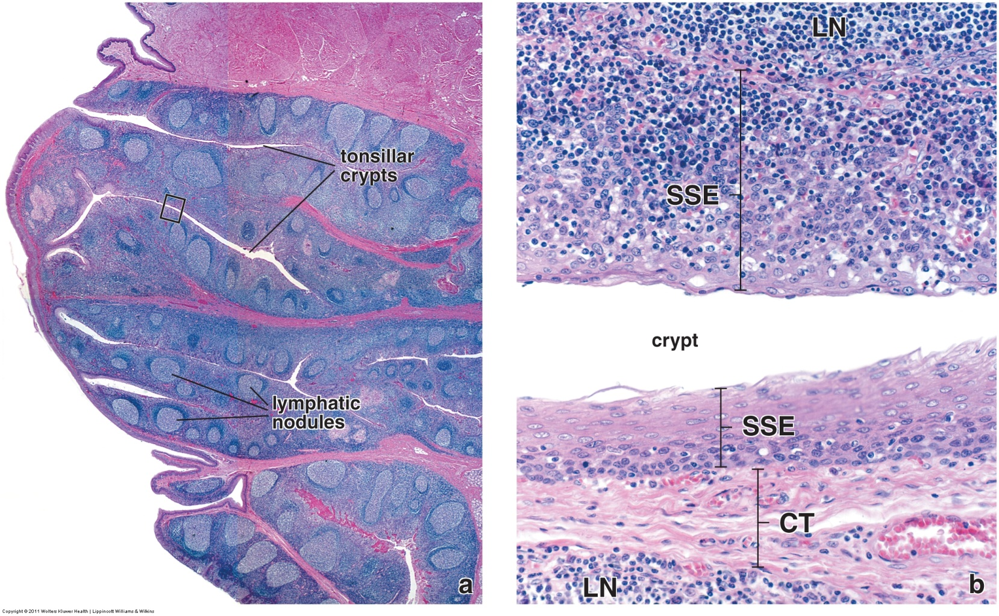 tonsillar
crypts
lymphatic
nodules
a
LN
SSE
crypt
SSE
CT
LN
b
Copyright © 2011 Wolters Kluwer Health | Lippincott Williams & Wilkins